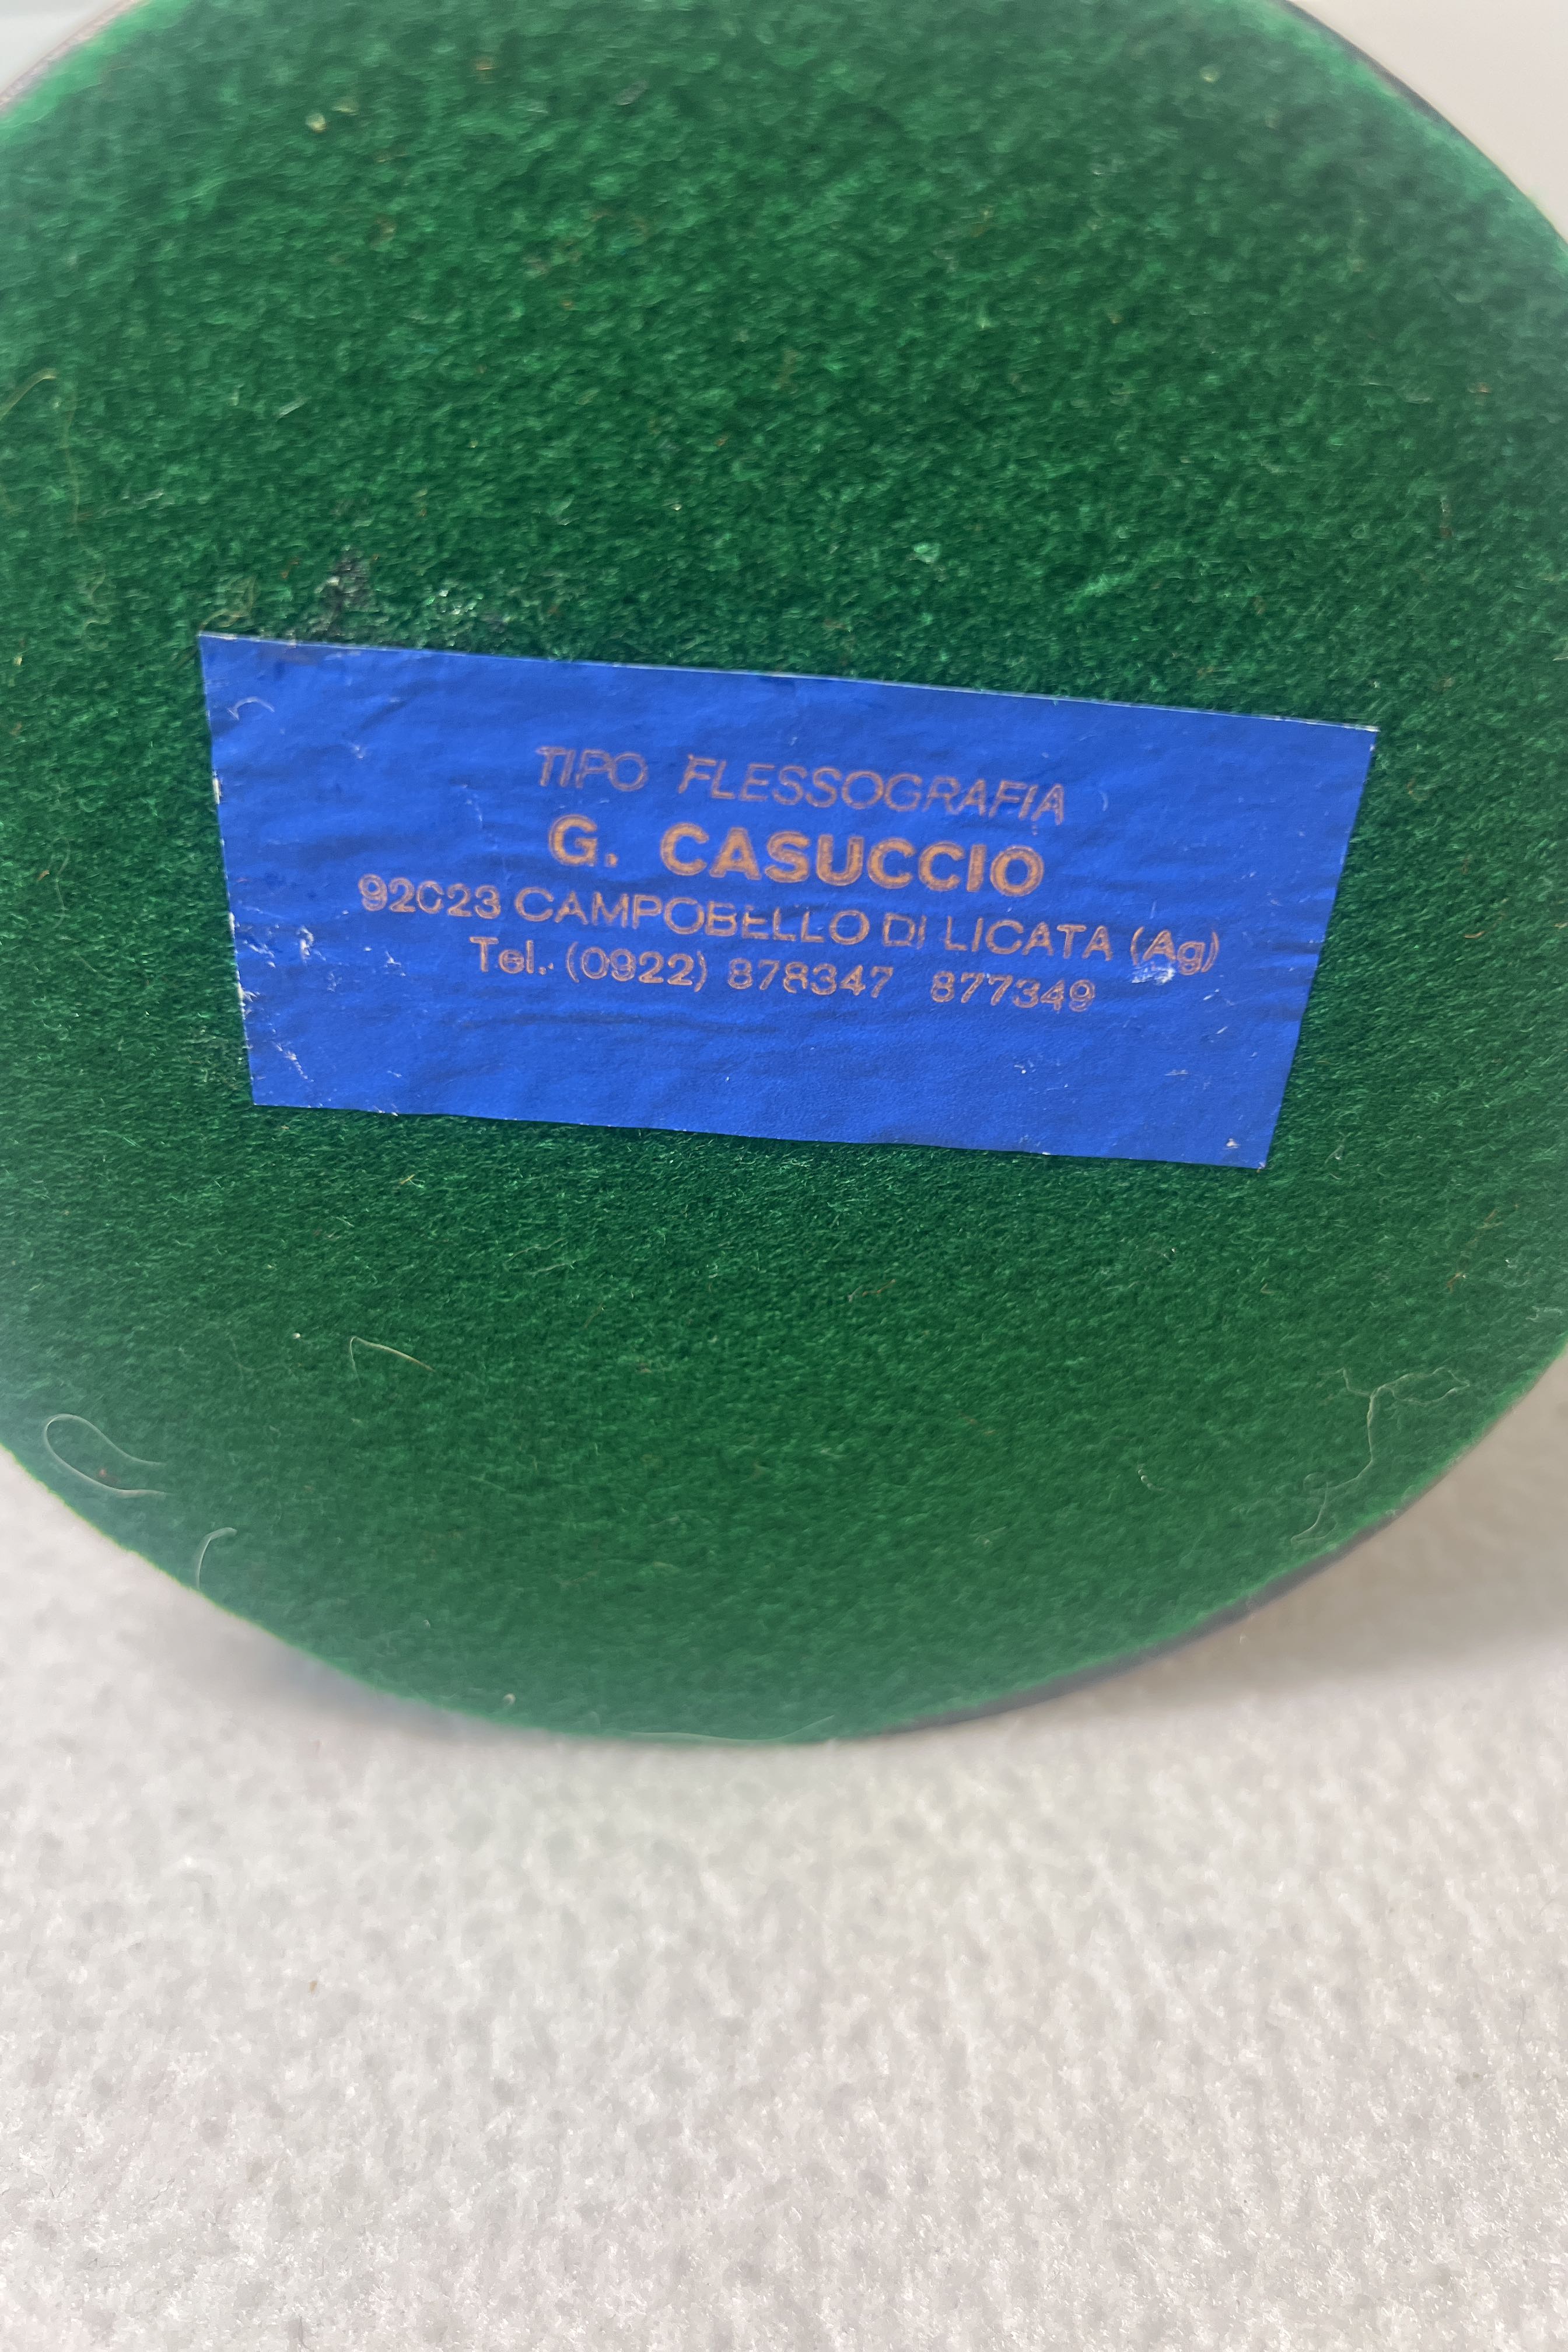 TIPO FLESSOGRAFIA
G. CASUCCIO
92023 CAMPOBELLO DI LICATA (Ag)
Tel. (0922) 878347 877349